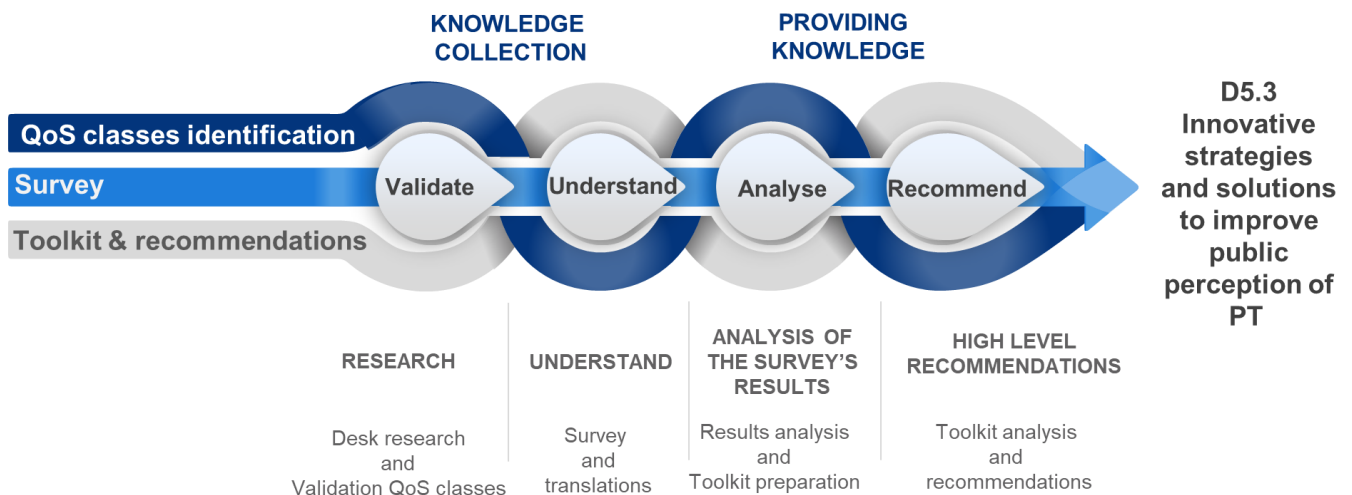 KNOWLEDGE
COLLECTION
PROVIDING
KNOWLEDGE
QoS classes identification
Survey
Toolkit & recommendations
Validate
Understand
Analyse
Recommend
D5.3
Innovative
strategies
and solutions
to improve
public
perception of
PT
RESEARCH
Desk research
and
Validation QoS classes
UNDERSTAND
Survey
and
translations
ANALYSIS OF
THE SURVEY'S
RESULTS
Results analysis
and
Toolkit preparation
HIGH LEVEL
RECOMMENDATIONS
Toolkit analysis
and
recommendations